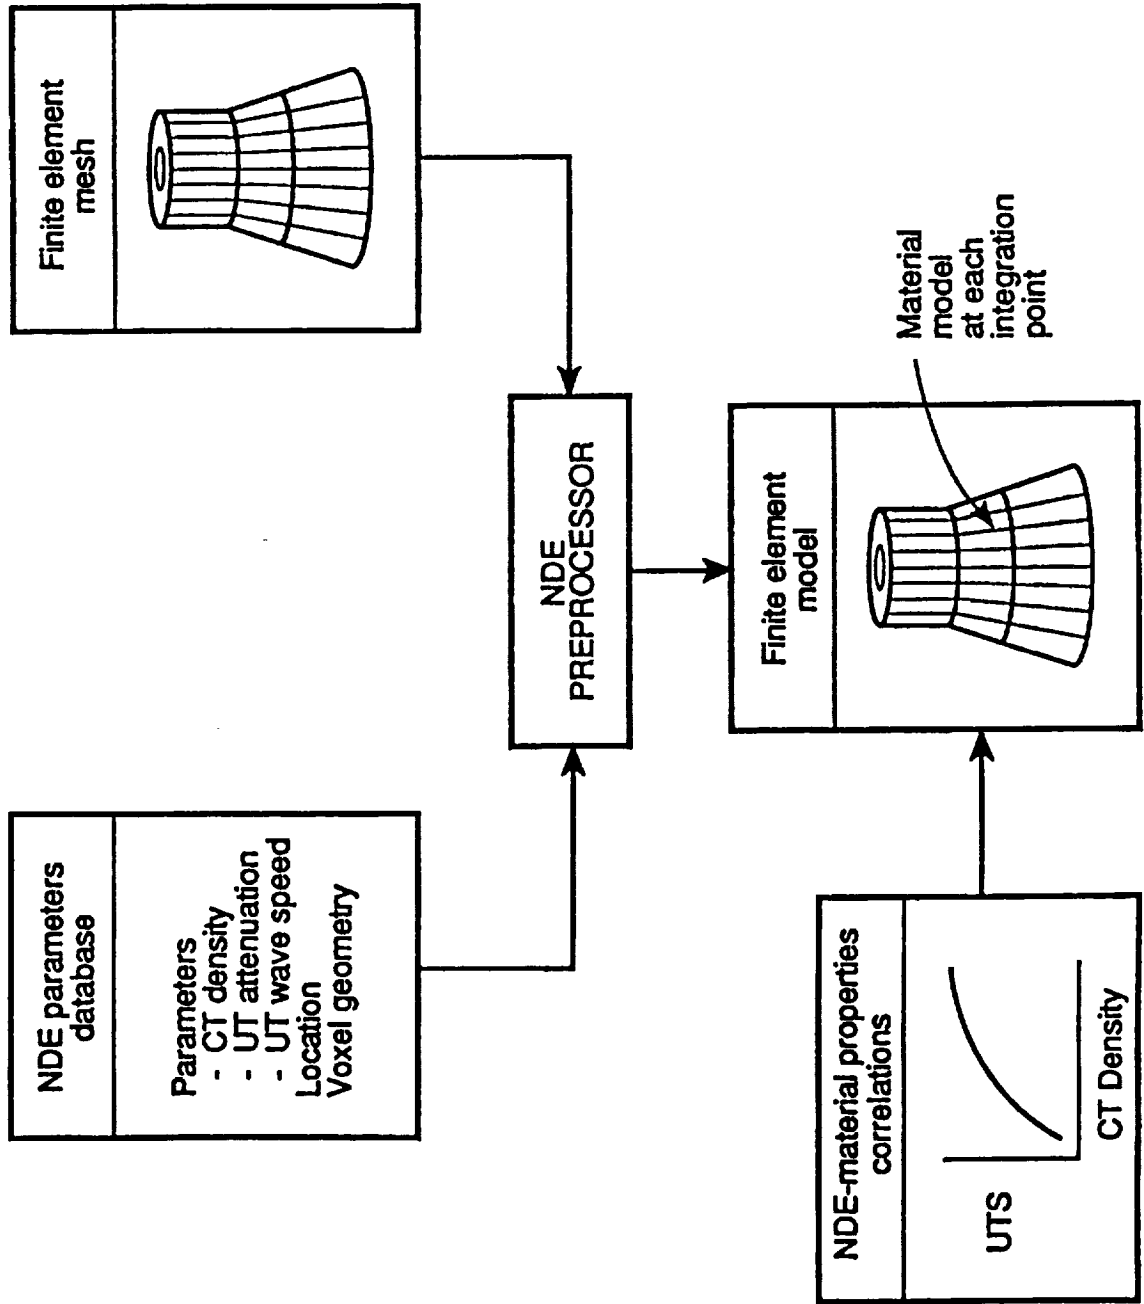 NDE parameters
database
Parameters
- CT density
- UT attenuation
- UT wave speed
Location
Voxel geometry
Finite element
mesh
NDE
PREPROCESSOR
NDE-material properties
correlations
UTS
CT Density
Finite element
model
Material
model
at each
integration
point